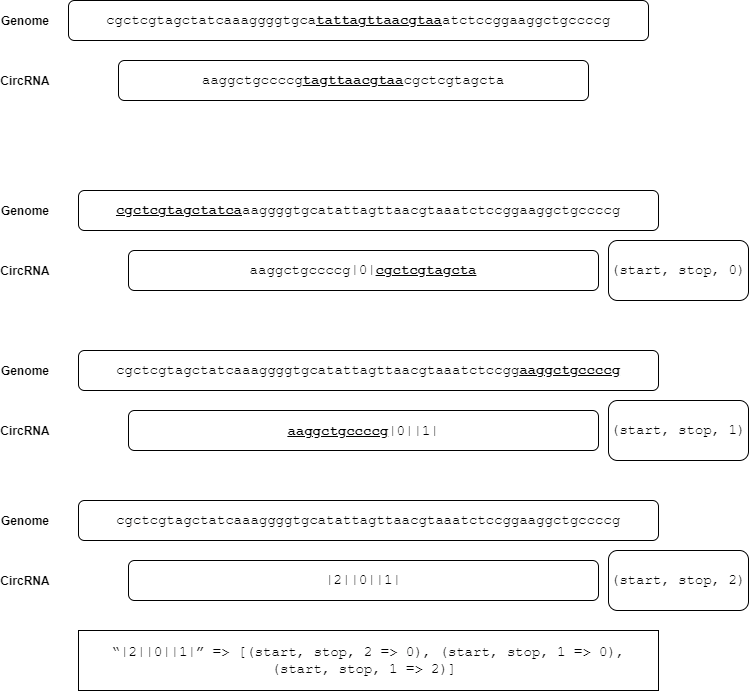 Genome
cgctcgtagctatcaaaggggtgcatattagttaacgtaaatctccggaaggctgccccg
CircRNA
aaggctgccccgtagttaacgtaacgctcgtagcta
Genome
cgctcgtagctatcaaaggggtgcatattagttaacgtaaatctccggaaggctgccccg
CircRNA
aaggctgccccg|0|cgctcgtagcta
(start, stop, 0)
Genome
cgctcgtagctatcaaaggggtgcatattagttaacgtaaatctccggaaggctgccccg
CircRNA
aaggctgccccg|0||1|
(start, stop, 1)
Genome
cgctcgtagctatcaaaggggtgcatattagttaacgtaaatctccggaaggctgccccg
CircRNA
|2||0||1|
(start, stop, 2)
“|2||0||1|” => [(start, stop, 2 => 0), (start, stop, 1 => 0),
(start, stop, 1 => 2)]